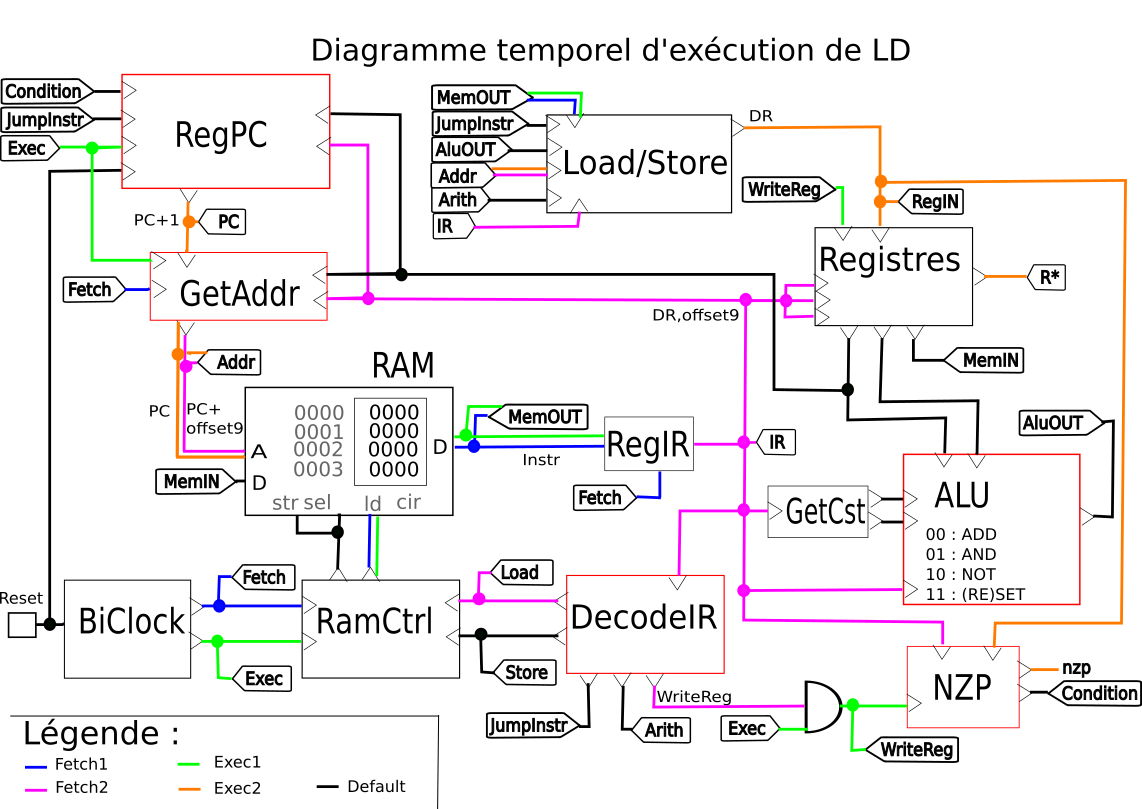 Diagramme temporel d'exécution de LD
Condition
JumpInstr
Exec
RegPC
PC+1
PC
Fetch
GetAddr
Addr
PC
PC+
offset9
MemOUT
JumpInstr
AluOUT
Addr
Arith
IR
Load/Store
DR
WriteReg
RegIN
Registres
R*
DR,offset9
MemIN
RAM
0000 0000
0001 0000
0002 0000
0003 0000
A
D
D
str sel ld cir
MemIN
MemOUT
Instr
RegIR
IR
Fetch
AluOUT
GetCst
ALU
00 : ADD
01 : AND
10 : NOT
11 : (RE)SET
Reset
BiClock
Fetch
Exec
RamCtrl
Load
Store
DecodeIR
JumpInstr
Arith
WriteReg
Exec
WriteReg
NZP
nzp
Condition
Légende :
Fetch1
Exec1
Fetch2
Exec2
Default